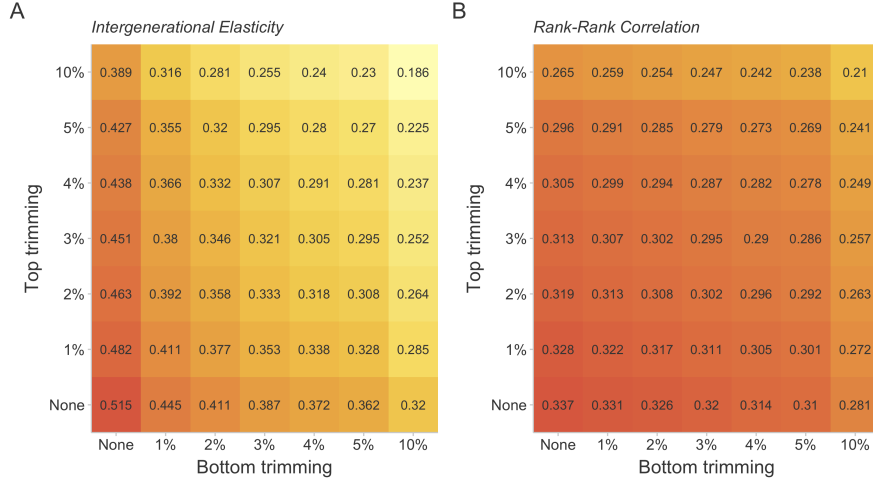 A
Intergenerational Elasticity
Top trimming
10% 0.389 0.316 0.281 0.255 0.24 0.23 0.186
5% 0.427 0.355 0.32 0.295 0.28 0.27 0.225
4% 0.438 0.366 0.332 0.307 0.291 0.281 0.237
3% 0.451 0.38 0.346 0.321 0.305 0.295 0.252
2% 0.463 0.392 0.358 0.333 0.318 0.308 0.264
1% 0.482 0.411 0.377 0.353 0.338 0.328 0.285
None 0.515 0.445 0.411 0.387 0.372 0.362 0.32
None 1% 2% 3% 4% 5% 10%
Bottom trimming
B
Rank-Rank Correlation
Top trimming
10% 0.265 0.259 0.254 0.247 0.242 0.238 0.21
5% 0.296 0.291 0.285 0.279 0.273 0.269 0.241
4% 0.305 0.299 0.294 0.287 0.282 0.278 0.249
3% 0.313 0.307 0.302 0.295 0.29 0.286 0.257
2% 0.319 0.313 0.308 0.302 0.296 0.292 0.263
1% 0.328 0.322 0.317 0.311 0.305 0.301 0.272
None 0.337 0.331 0.326 0.32 0.314 0.31 0.281
None 1% 2% 3% 4% 5% 10%
Bottom trimming